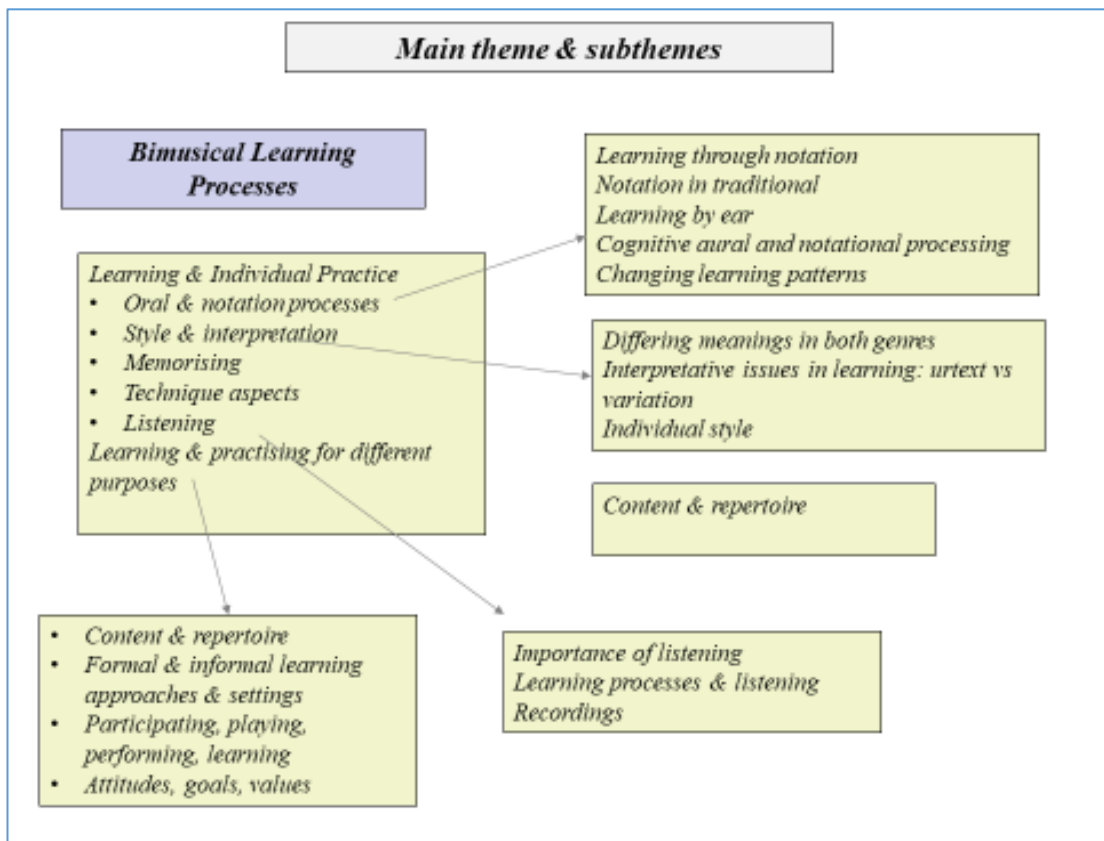 Main theme & subthemes
Bimusical Learning
Processes
Learning & Individual Practice
• Oral & notation processes
• Style & interpretation
• Memorising
• Technique aspects
• Listening
Learning & practising for different
purposes
Learning through notation
Notation in traditional
Learning by ear
Cognitive aural and notational processing
Changing learning patterns
Differing meanings in both genres
Interpretative issues in learning: urtext vs
variation
Individual style
Content & repertoire
• Content & repertoire
• Formal & informal learning
approaches & settings
• Participating, playing,
performing, learning
• Attitudes, goals, values
Importance of listening
Learning processes & listening
Recordings